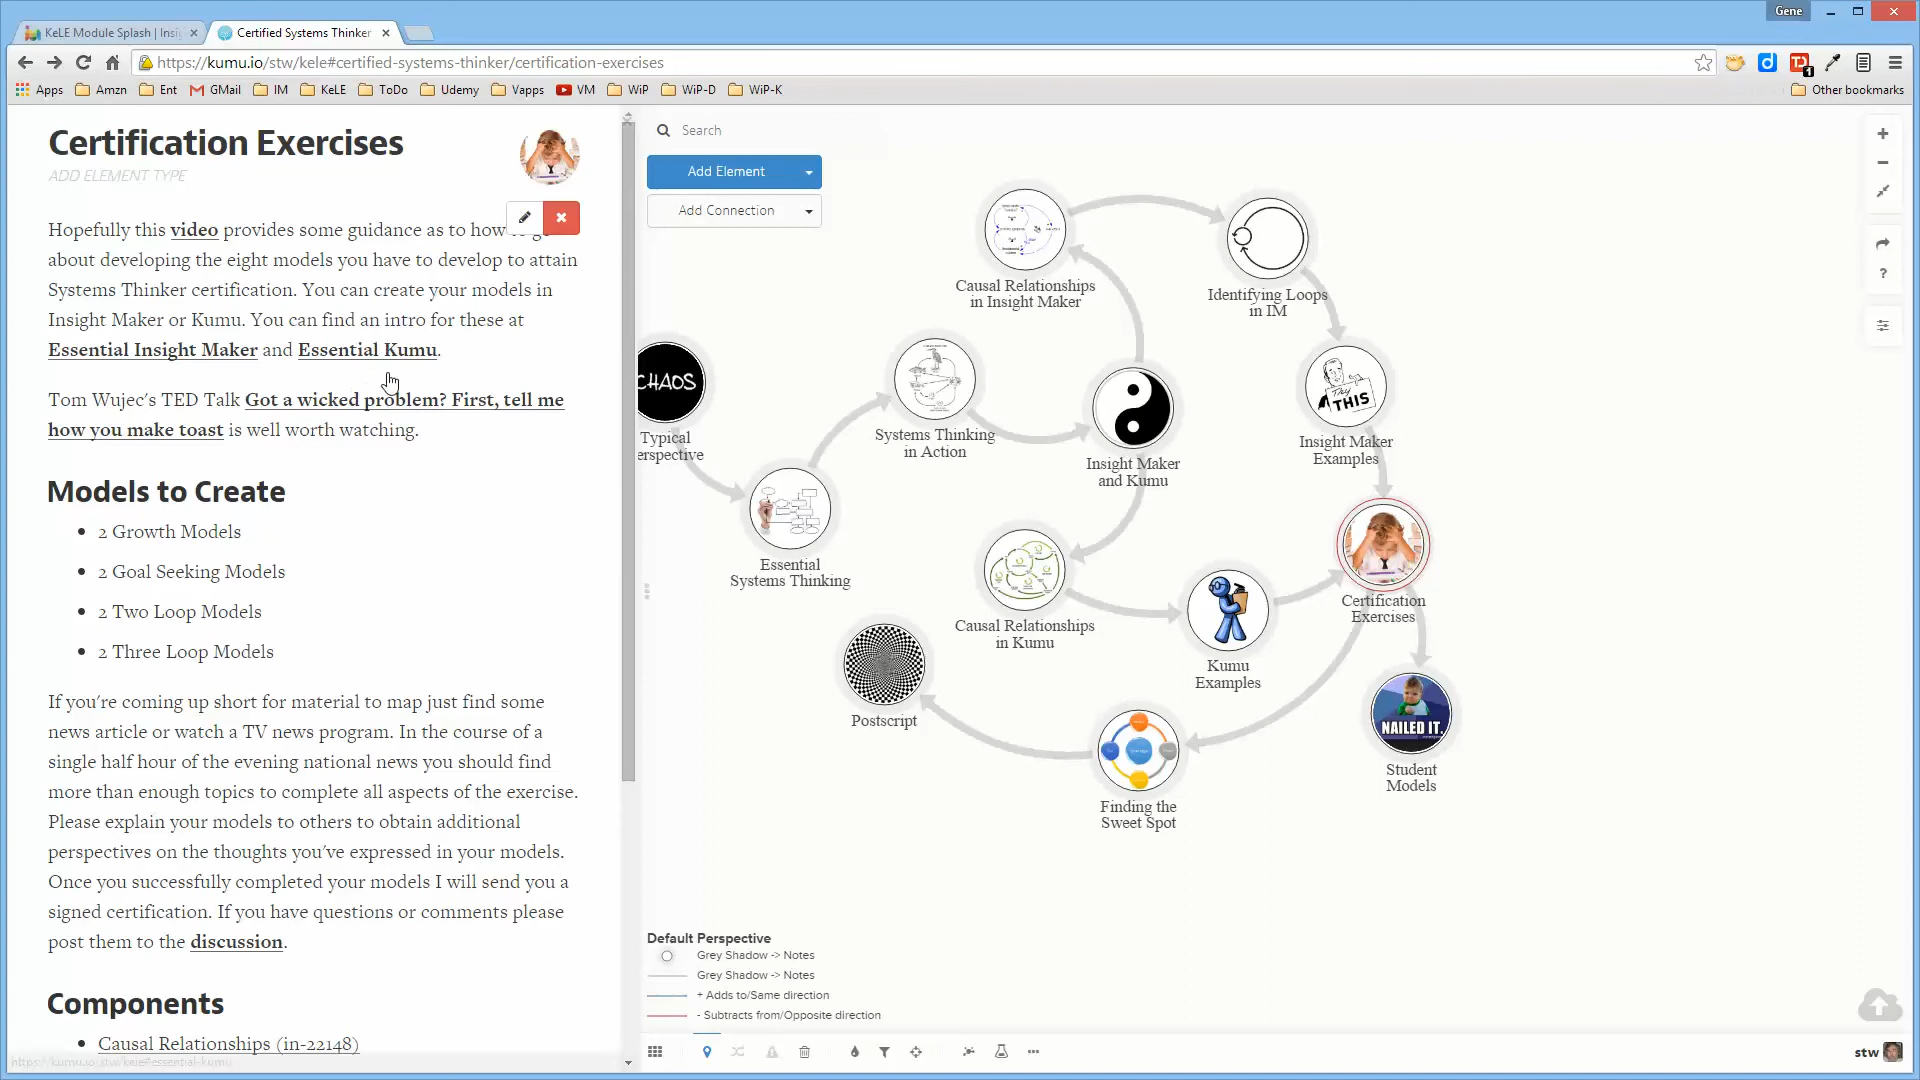 Gene
KeLE Module Splash | Insig
Certified Systems Thinker
https://kumu.io/stw/kele#certified-systems-thinker/certification-exercises
Apps Amzn Ent GMail IM KeLE ToDo Udemy Vapps VM WiP WiP-D WiP-K Other bookmarks
Certification Exercises
ADD ELEMENT TYPE
Hopefully this video provides some guidance as to how to go
about developing the eight models you have to develop to attain
Systems Thinker certification. You can create your models in
Insight Maker or Kumu. You can find an intro for these at
Essential Insight Maker and Essential Kumu.
Tom Wujec's TED Talk Got a wicked problem? First, tell me
how you make toast is well worth watching.
Models to Create
2 Growth Models
2 Goal Seeking Models
2 Two Loop Models
2 Three Loop Models
If you're coming up short for material to map just find some
news article or watch a TV news program. In the course of a
single half hour of the evening national news you should find
more than enough topics to complete all aspects of the exercise.
Please explain your models to others to obtain additional
perspectives on the thoughts you've expressed in your models.
Once you successfully completed your models I will send you a
signed certification. If you have questions or comments please
post them to the discussion.
Components
Causal Relationships (in-22148)
https://kumu.io/stw/kele#essential-kumu
Search
Add Element
Add Connection
Causal Relationships
in Insight Maker
Identifying Loops
in IM
CHAOS
Typical
erspective
Systems Thinking
in Action
Insight Maker
and Kumu
TRY
THIS
Insight Maker
Examples
Essential
Systems Thinking
Causal Relationships
in Kumu
Kumu
Examples
Certification
Exercises
Postscript
Finding the
Sweet Spot
NAILED IT.
Student
Models
Default Perspective
Grey Shadow -> Notes
Grey Shadow -> Notes
+ Adds to/Same direction
- Subtracts from/Opposite direction
stw